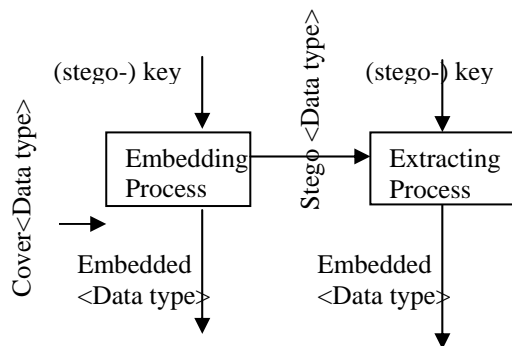 (stego-) key
(stego-) key
Cover<Data type>
Embedding
Process
Stego <Data type>
Extracting
Process
Embedded
<Data type>
Embedded
<Data type>